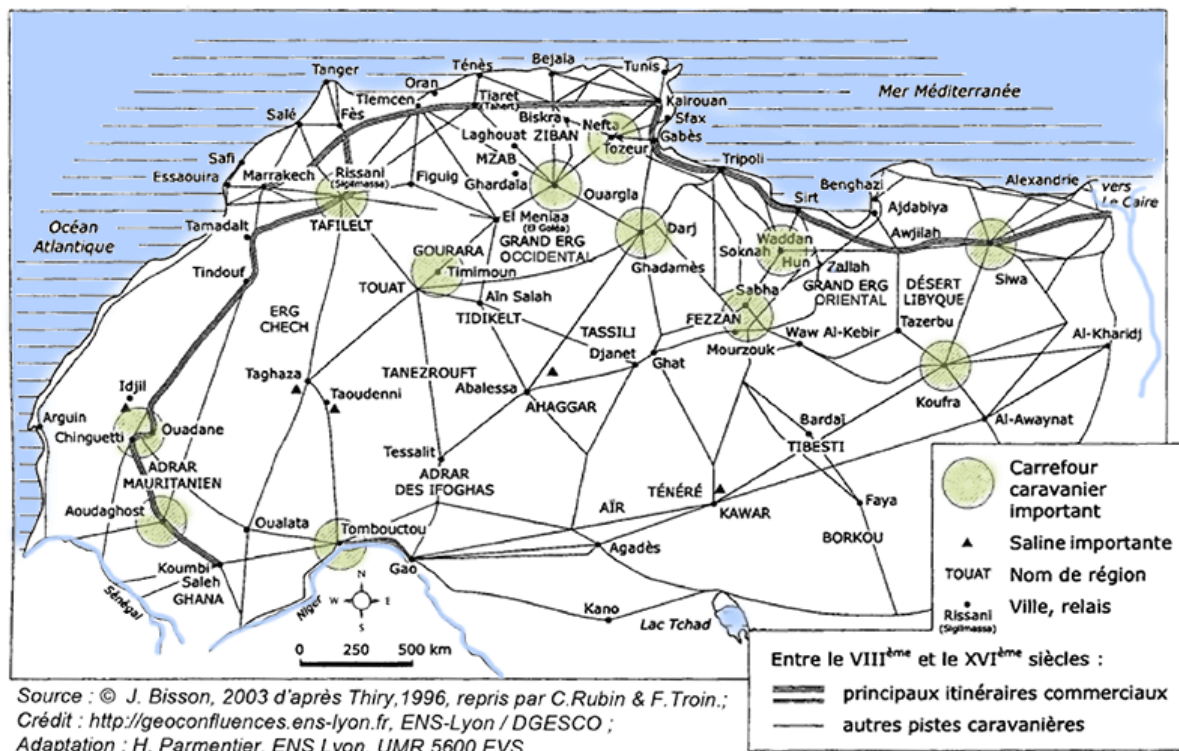 Tanger
Ténès
Bejaïa
Tunis
Oran
Tlemcen
Tiaret
(Tahert)
Kairouan
Mer Méditerranée
Salé
Fès
Biskra
ZIBAN
Nefta
Sfax
Laghouat
Tozeur
Gabès
Safi
MZAB
Rissani
(Sigilmassa)
Tripoli
Essaouira
Marrakech
Figuig
Ghardaïa
Ouargla
Benghazi
Alexandrie
vers
Le Caire
Sirt
Ajdabiya
TAFILELT
El Meniaa
(El Goléa)
Océan
Atlantique
Tamadalt
GRAND ERG
OCCIDENTAL
Darj
Waddan
Awjilah
GOURARA
Soknah
Hun
Zallah
Siwa
Tindouf
Timimoun
Ghadamès
GRAND ERG
ORIENTAL
DÉSERT
LIBYQUE
TOUAT
Sabha
Aïn Salah
ERG
CHECH
TIDIKELT
FEZZAN
TASSILI
Waw Al-Kebir
Tazerbu
Al-Kharidj
Mourzouk
Djanet
Ghat
Taghaza
TANEZROUFT
Idjil
Abalessa
Taoudenni
AHAGGAR
Koufra
Arguin
Bardaï
Al-Awaynat
Chinguetti
Ouadane
TIBESTI
Tessalit
ADRAR
MAURITANIEN
ADRAR
DES IFOGHAS
TÉNÉRÉ
Faya
Aoudaghost
AÏR
KAWAR
Oualata
Tombouctou
BORKOU
Agadès
Koumbi
Saleh
Gao
GHANA
Sénégal
Niger
N
W
E
S
Kano
Lac Tchad
0 250 500 km
Carrefour
caravanier
important
Saline importante
TOUAT Nom de région
Rissani
(Sigilmassa)
Ville, relais
Entre le VIIIème et le XVIème siècles :
principaux itinéraires commerciaux
autres pistes caravanières
Source : © J. Bisson, 2003 d'après Thiry,1996, repris par C.Rubin & F.Troin.;
Crédit : http://geoconfluences.ens-lyon.fr, ENS-Lyon / DGESCO ;
Adaptation : H. Parmentier, ENS Lyon, UMR 5600 EVS